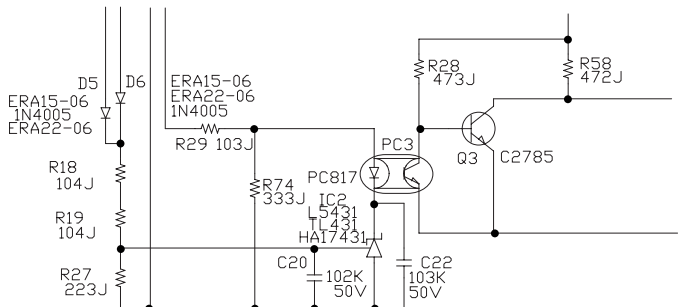 D5
D6
ERA15-06
1N4005
ERA22-06
ERA15-06
ERA22-06
1N4005
R28
473J
R58
472J
R29 103J
PC3
Q3
C2785
R18
104J
PC817
R74
333J
IC2
L5431
TL431
HA17431
R19
104J
R27
223J
C20
102K
50V
C22
103K
50V